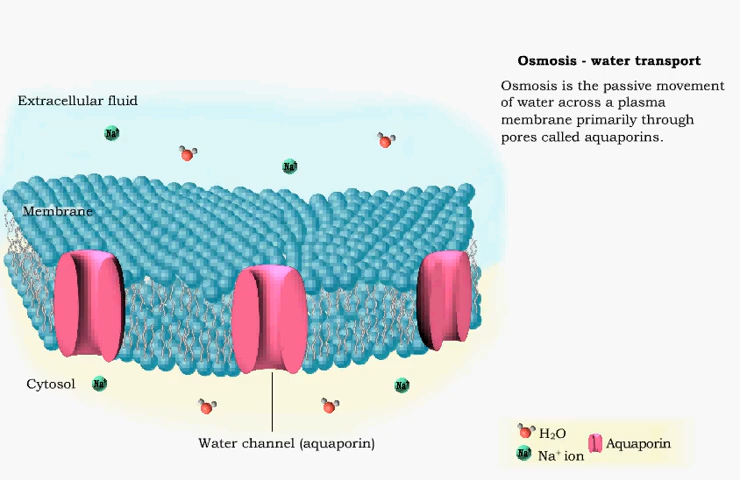 Osmosis - water transport
Osmosis is the passive movement
of water across a plasma
membrane primarily through
pores called aquaporins.
Extracellular fluid
Na⁺
Na⁺
Membrane
Cytosol
Na⁺
Na⁺
Water channel (aquaporin)
H₂O
Aquaporin
Na⁺
Na⁺ ion